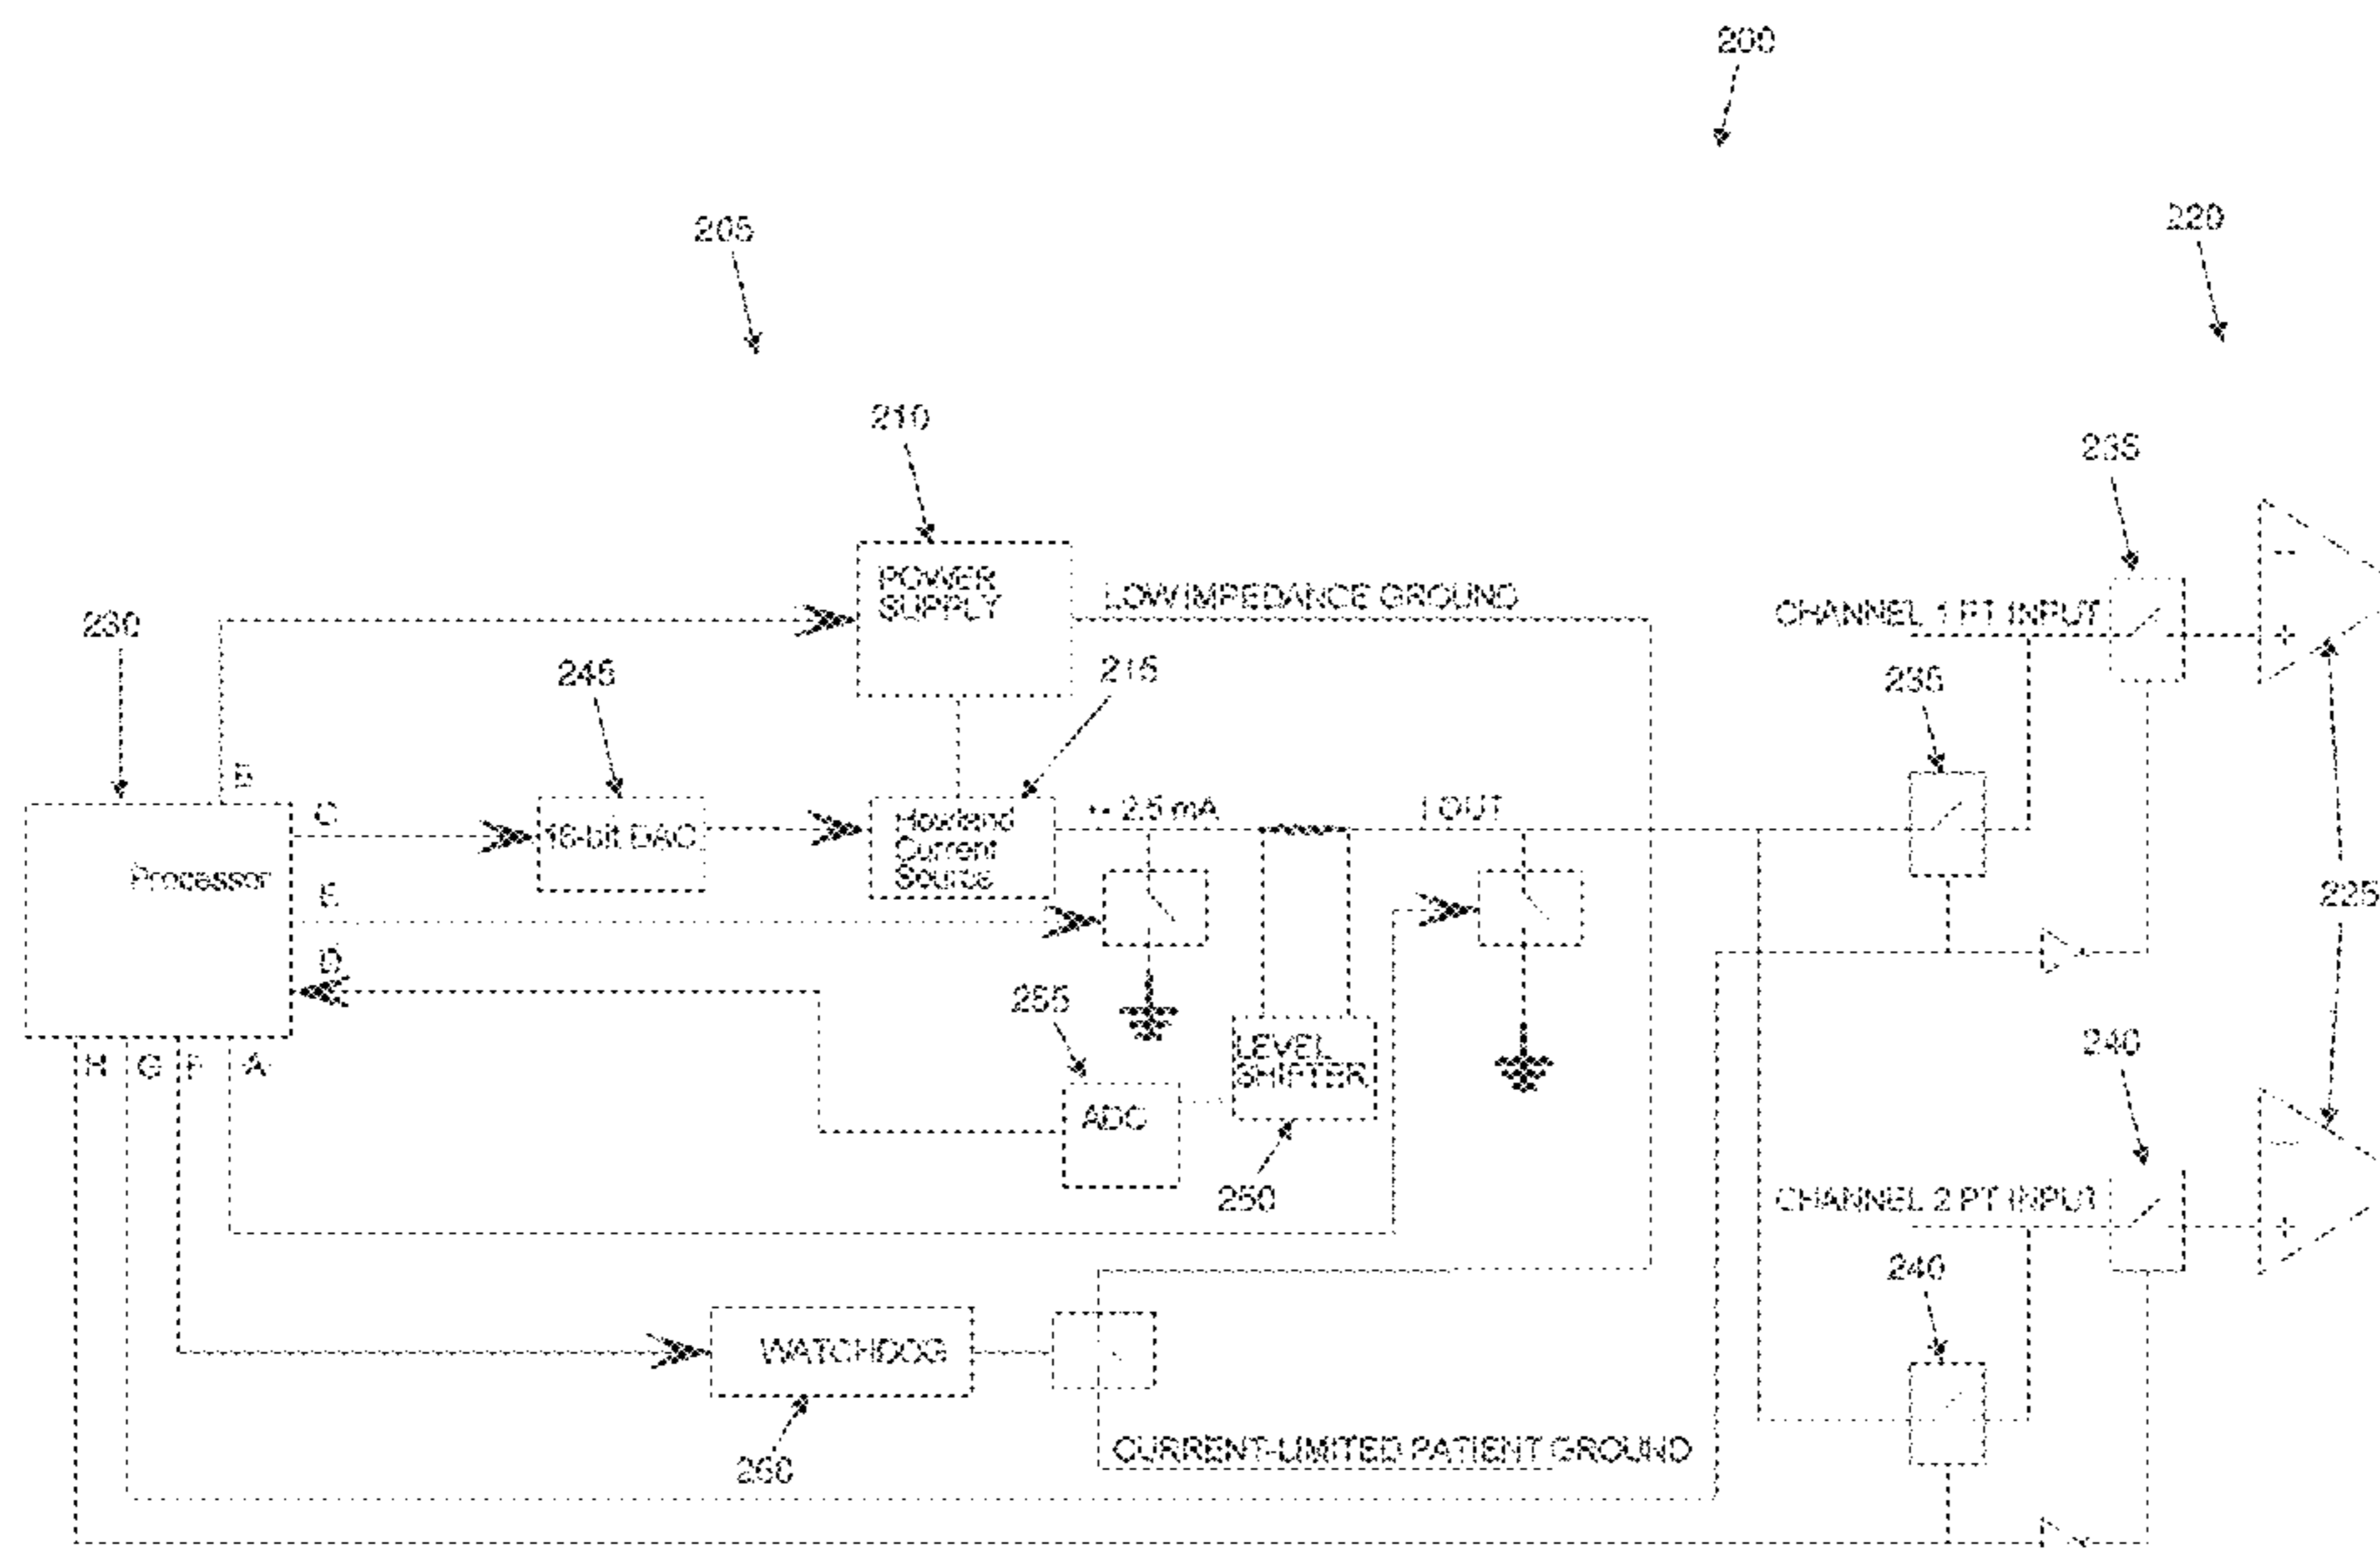 200
205
220
210
235
POWER
SUPPLY
LOW IMPEDANCE GROUND
CHANNEL 1 PT INPUT
- 
+
230
245
215
235
B
C
16-bit DAC
Howland
Current
Source
+- 2.5 mA
I OUT
Processor
E
D
225
255
LEVEL
SHIFTER
240
H G F A
ADC
250
CHANNEL 2 PT INPUT
-
+
240
WATCHDOG
CURRENT-LIMITED PATIENT GROUND
260